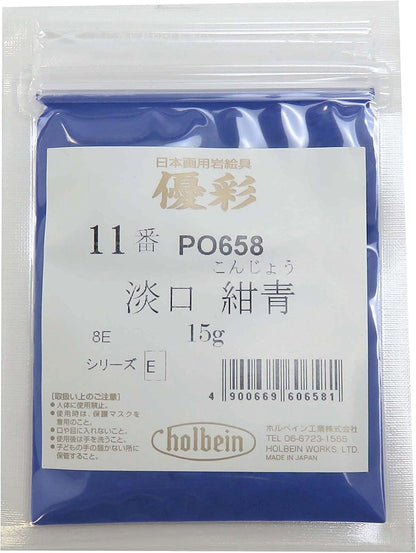 日本画用岩絵具
優彩
11番 PO658
こんじょう
淡口 紺青
8E 15g
シリーズ E
4 900669 606581
[取扱い上のご注意]
●人体に使用禁止。
●使用時は、保護マスクを
着用のこと。
●口や目に入れないこと。
●使用後は手を洗うこと。
●子どもの手の届かない所に
保管すること。
holbein
ホルベイン工業株式会社
TEL 06-6723-1555
HOLBEIN WORKS, LTD.
MADE IN JAPAN